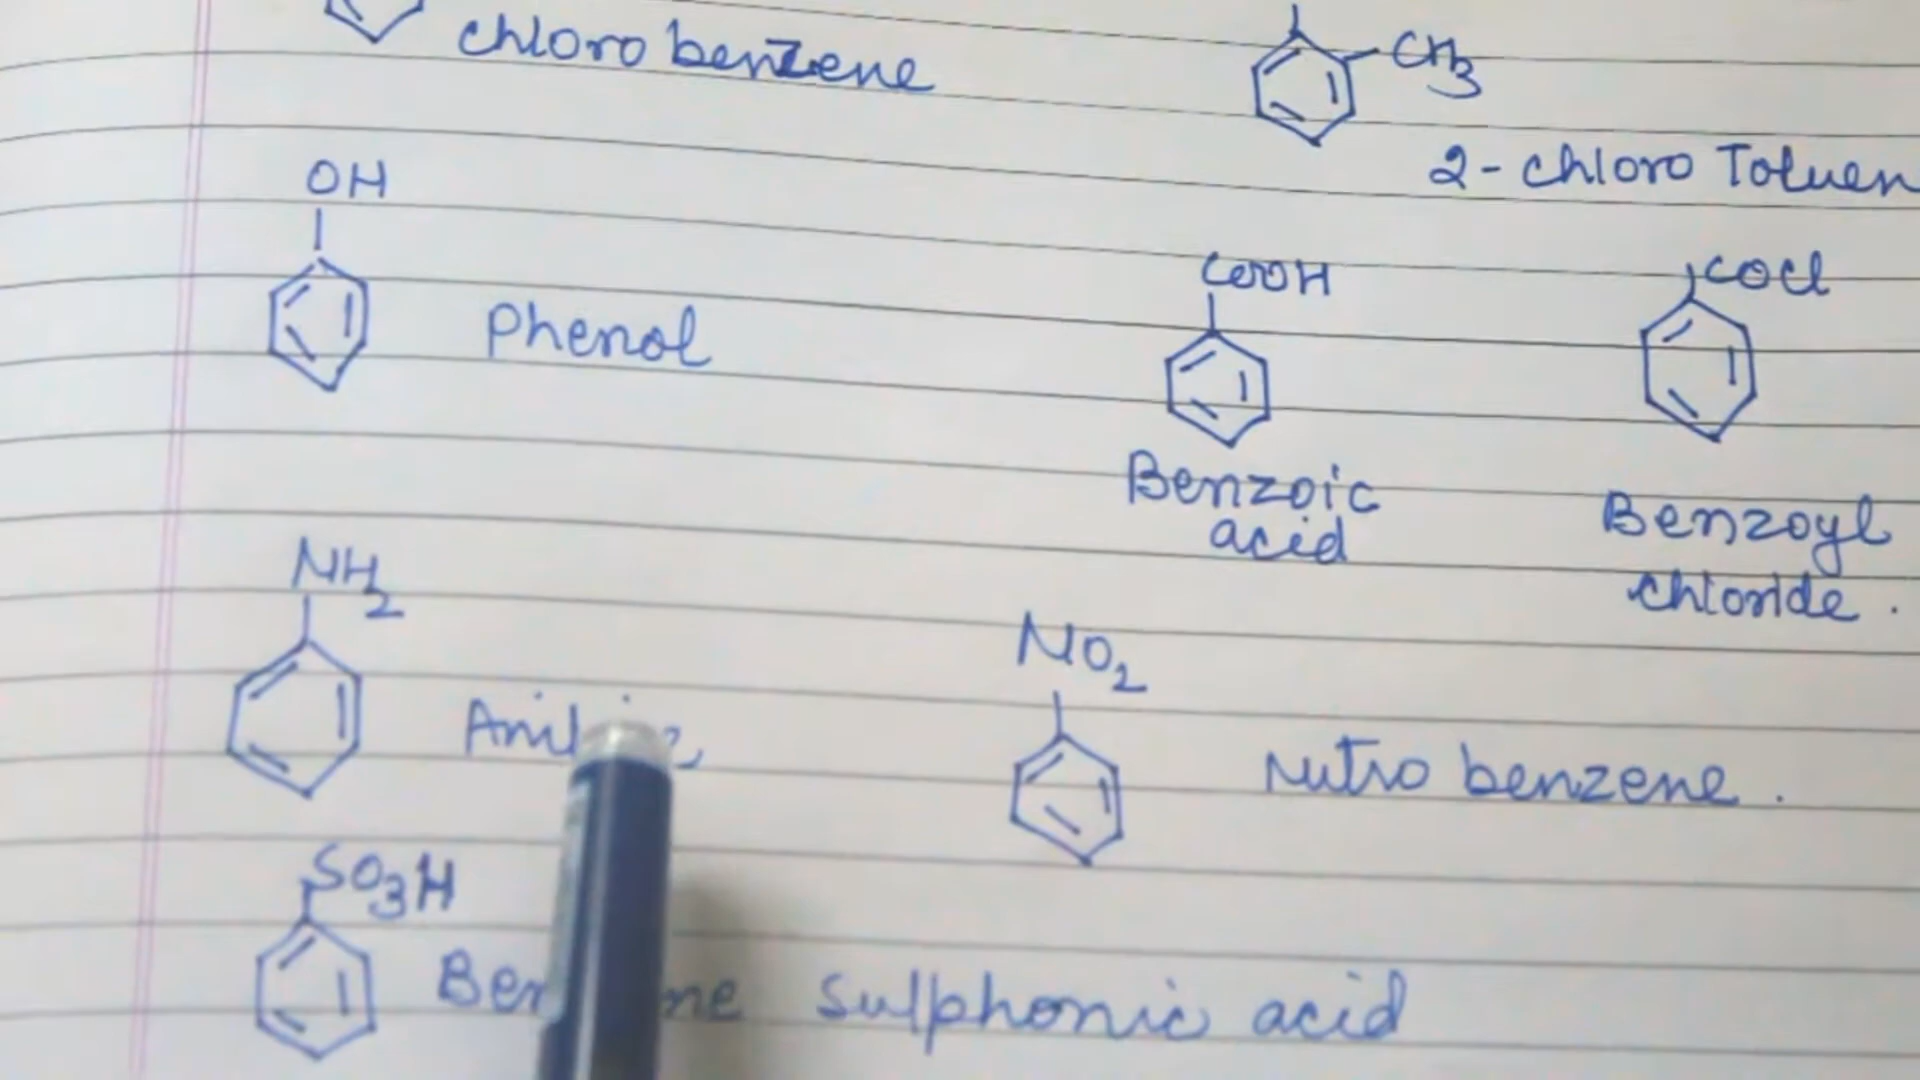 chloro benzene
CH3
2- chloro Toluen
OH
Phenol
COOH
Benzoic
acid
COCl
Benzoyl
chloride.
NH2
NO2
Nitro benzene.
SO3H
sulphonic acid